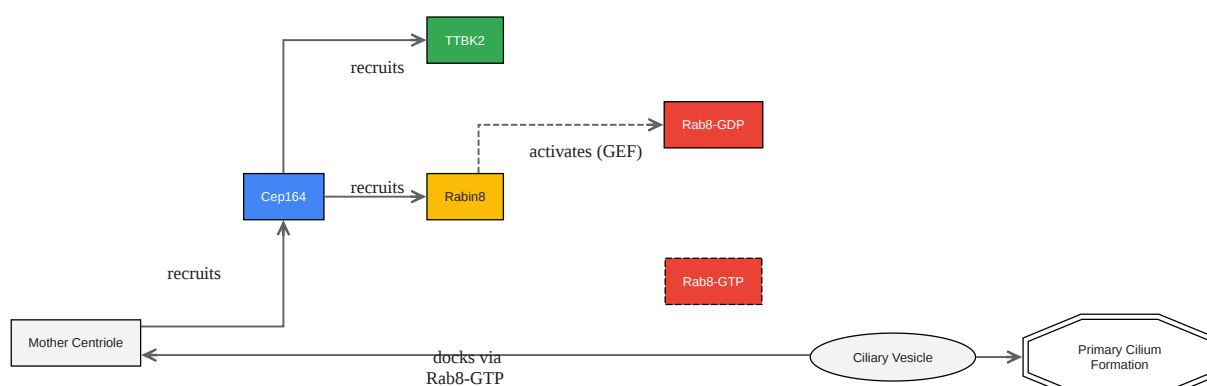 TTBK2
recruits
Rab8-GDP
activates (GEF)
Cep164
recruits
Rabin8
recruits
Rab8-GTP
Mother Centriole
docks via
Rab8-GTP
Ciliary Vesicle
Primary Cilium
Formation